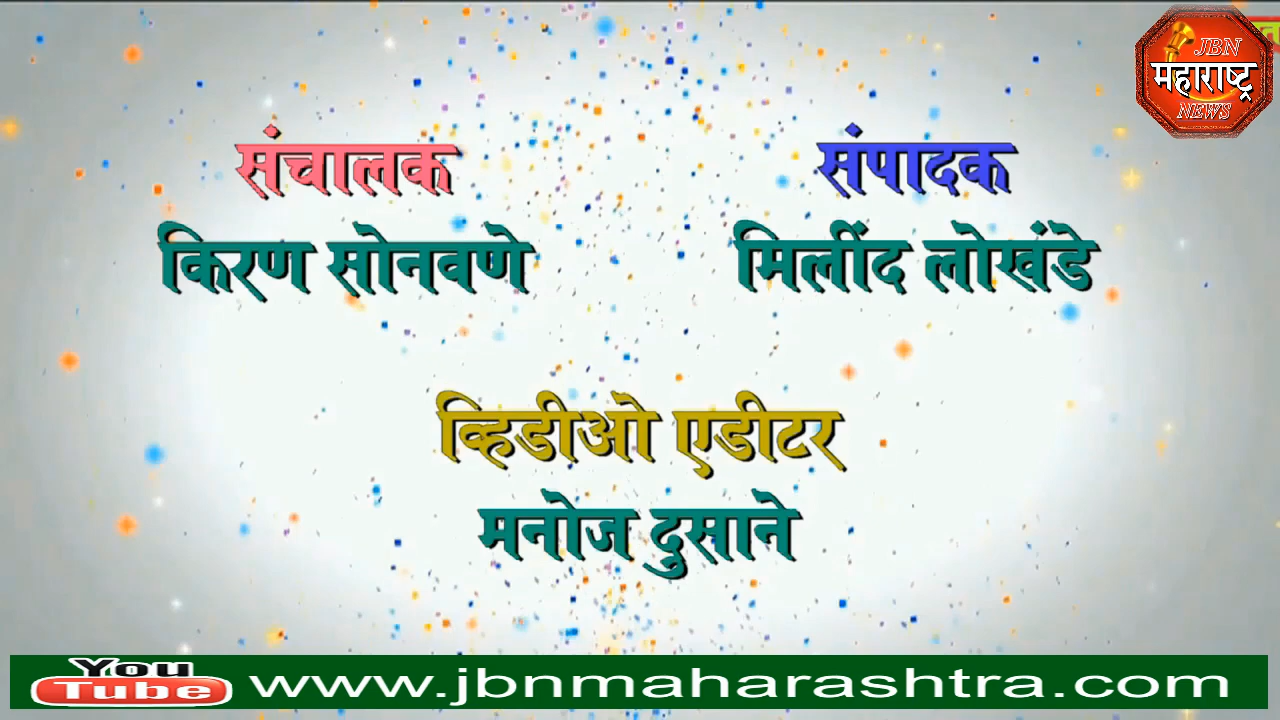 JBN
महाराष्ट्र
NEWS
संचालक
संपादक
किरण सोनवणे
मिलींद लोखंडे
व्हिडीओ एडीटर
मनोज दुसाने
You
Tube
www.jbnmaharashtra.com